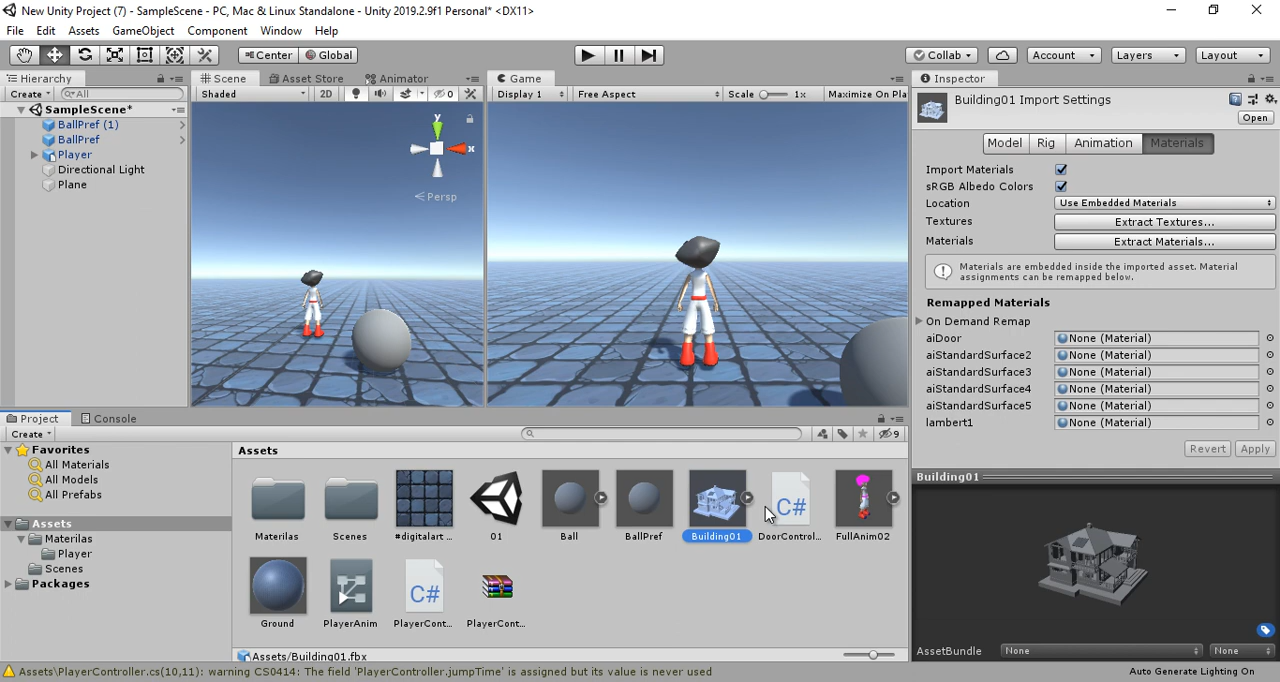 New Unity Project (7) - SampleScene - PC, Mac & Linux Standalone - Unity 2019.2.9f1 Personal* <DX11>
File Edit Assets GameObject Component Window Help
Center Global Collab Account Layers Layout
Hierarchy Scene Asset Store Animator Game Inspector
Create All Shaded 2D 0 Display 1 Free Aspect Scale 1x Maximize On Pla
SampleScene*
BallPref (1)
BallPref
Player
Directional Light
Plane
y
x
Persp
Building01 Import Settings
Open
Model Rig Animation Materials
Import Materials
sRGB Albedo Colors
Location Use Embedded Materials
Textures Extract Textures...
Materials Extract Materials...
Materials are embedded inside the imported asset. Material
assignments can be remapped below.
Remapped Materials
On Demand Remap
aiDoor None (Material)
aiStandardSurface2 None (Material)
aiStandardSurface3 None (Material)
aiStandardSurface4 None (Material)
aiStandardSurface5 None (Material)
lambert1 None (Material)
Revert Apply
Project Console
Create 9
Favorites
All Materials
All Models
All Prefabs
Assets
Materilas
Player
Scenes
Packages
Assets
C#
Materilas Scenes #digitalart ... 01 Ball BallPref Building01 DoorControl... FullAnim02
C#
Ground PlayerAnim PlayerCont... PlayerCont...
Assets/Building01.fbx
Building01
AssetBundle None None
Assets\PlayerController.cs(10,11): warning CS0414: The field 'PlayerController.jumpTime' is assigned but its value is never used
Auto Generate Lighting On